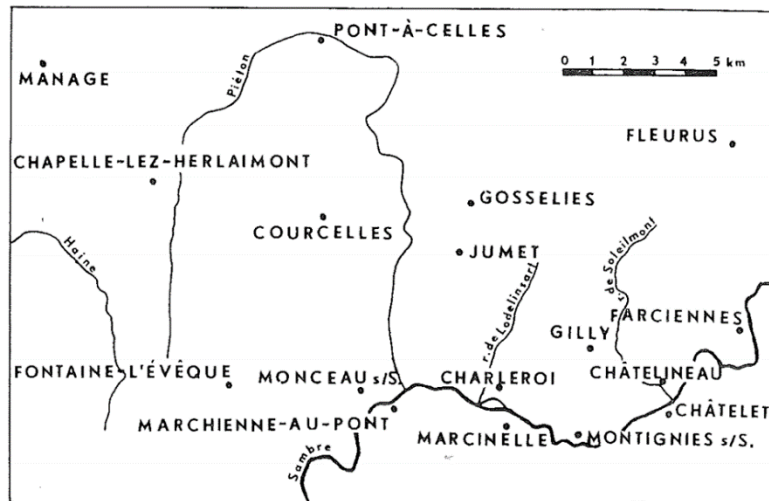 PONT-À-CELLES
MANAGE
Piéton
0 1 2 3 4 5 km
FLEURUS
CHAPELLE-LEZ-HERLAIMONT
GOSSELIES
COURCELLES
Haine
JUMET
r. de Lodelinsart
r. de Soleilmont
FARCIENNES
GILLY
FONTAINE-L'ÉVÊQUE
MONCEAU s/S.
CHARLEROI
CHÂTELINEAU
MARCHIENNE-AU-PONT
CHÂTELET
MARCINELLE
MONTIGNIES s/S.
Sambre